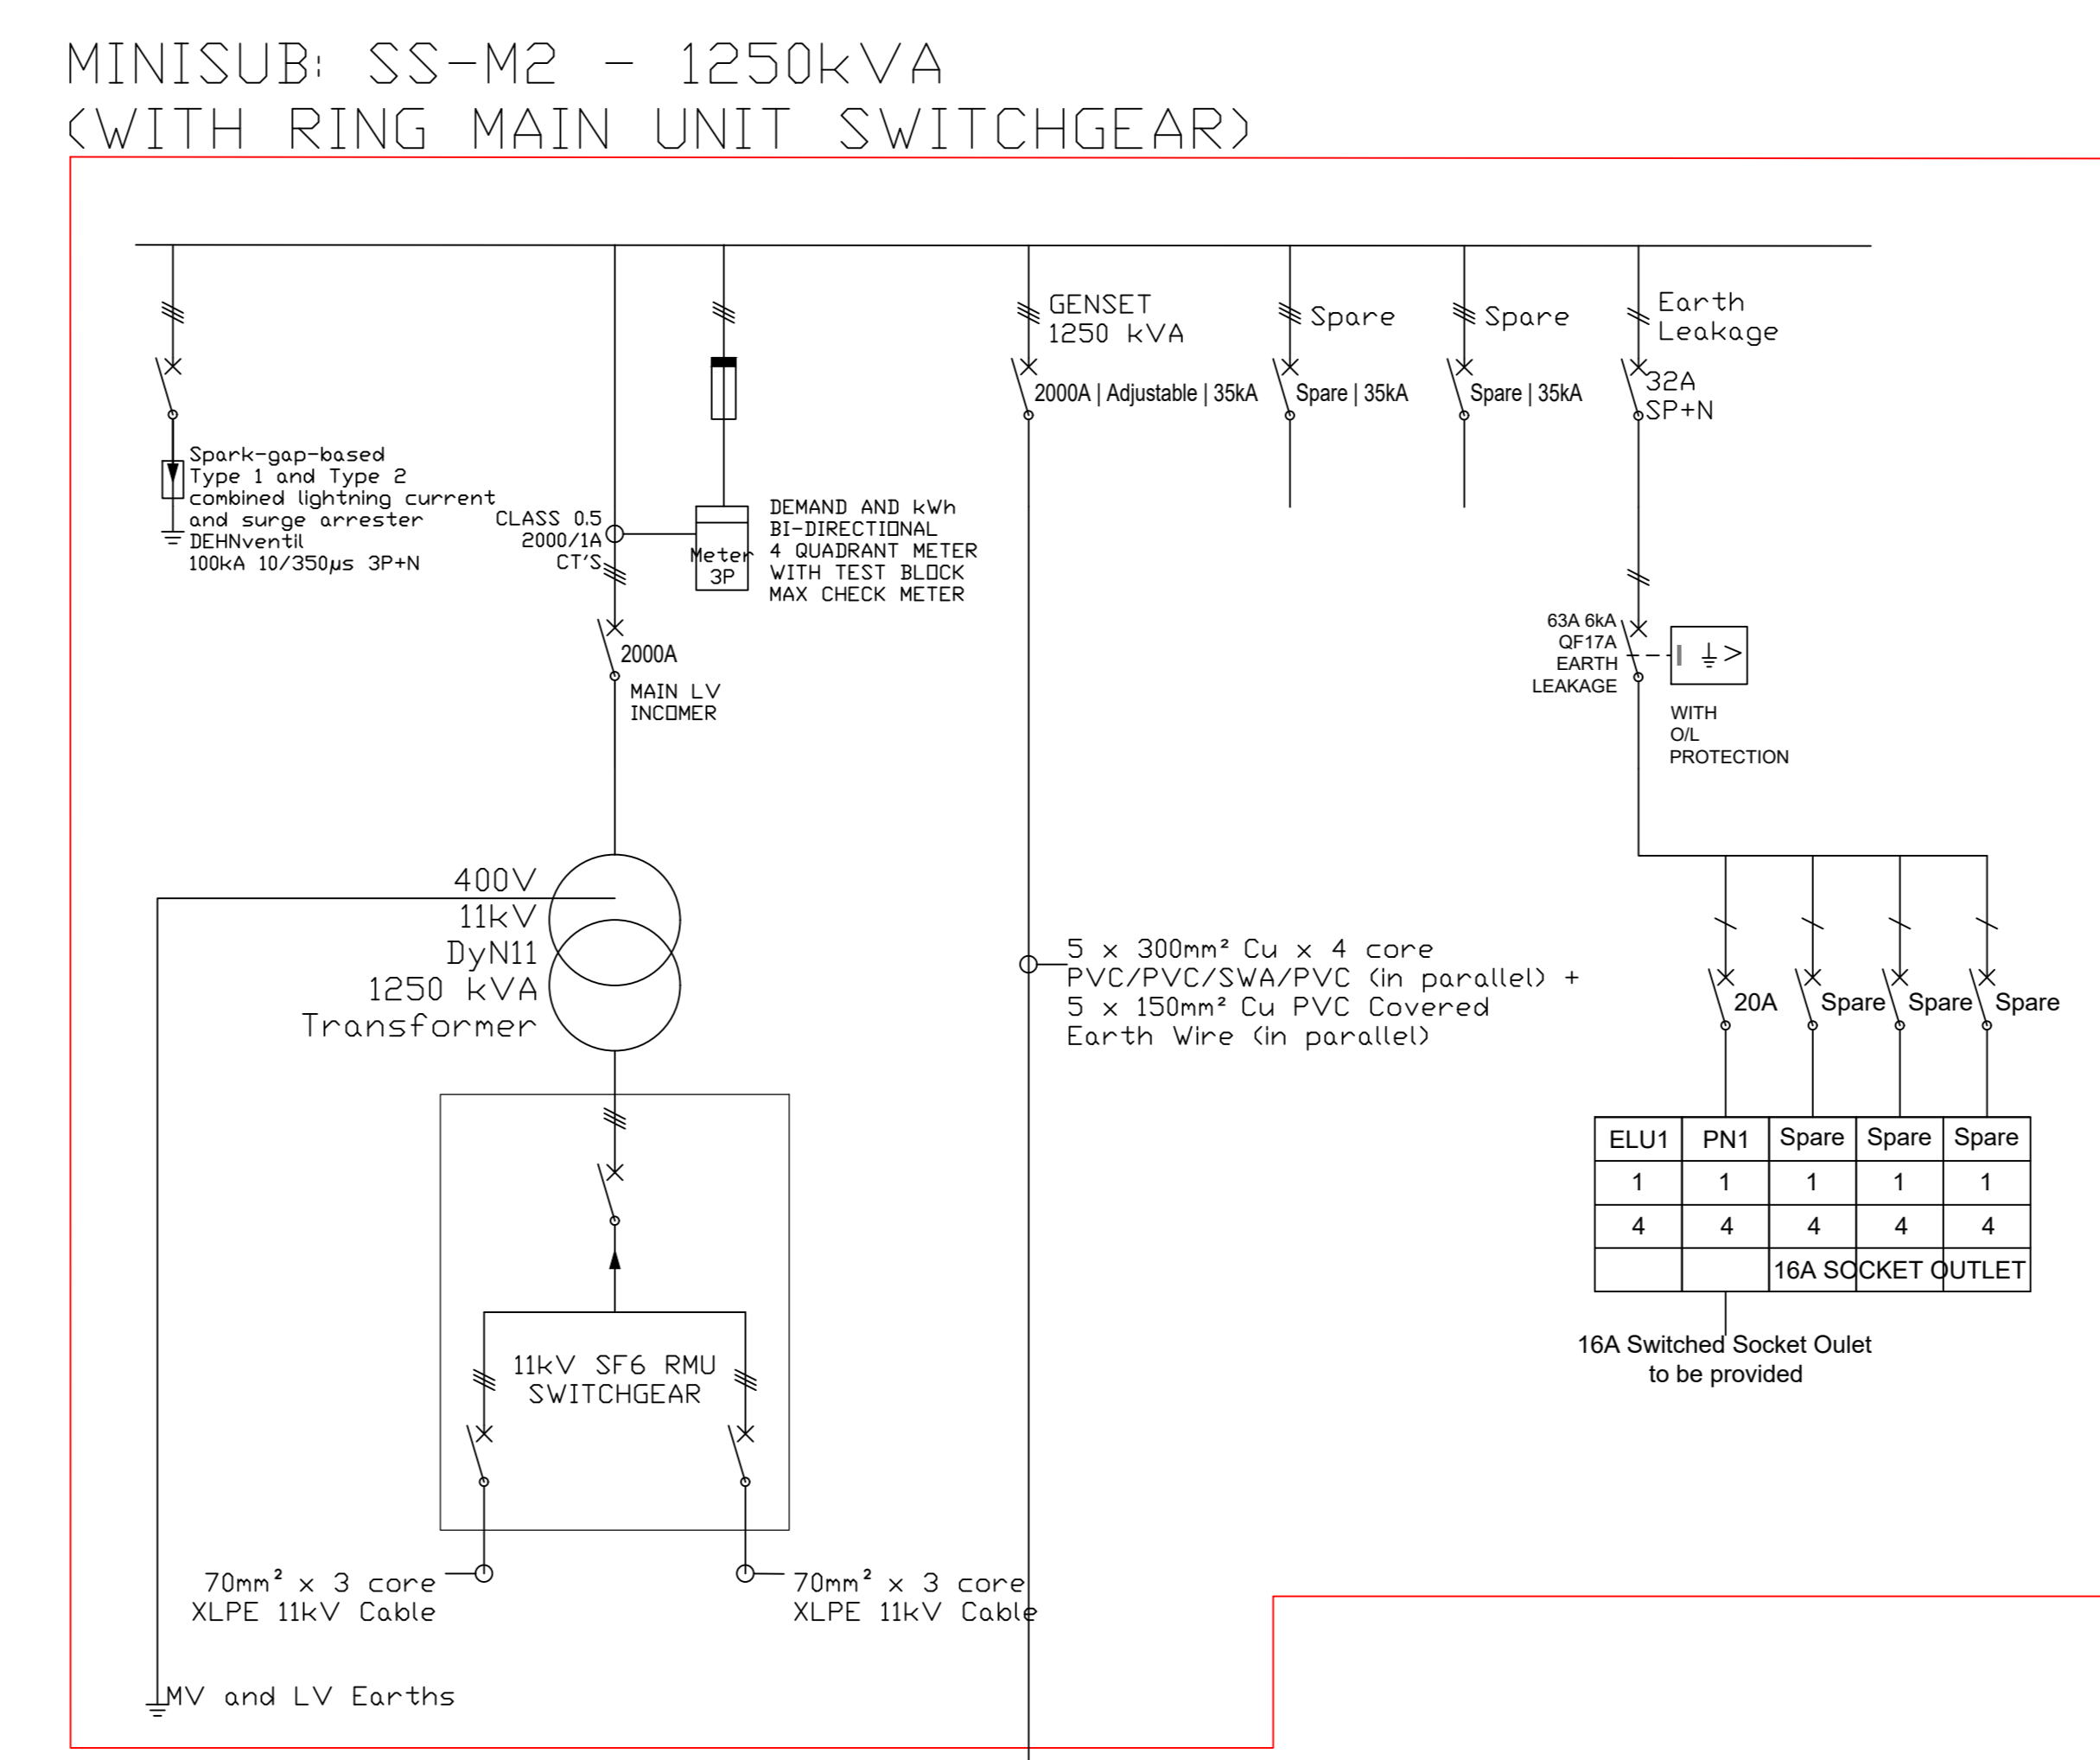 MINISUB: SS-M2 - 1250kVA
(WITH RING MAIN UNIT SWITCHGEAR)
GENSET
1250 kVA
Spare
Spare
Earth
Leakage
2000A | Adjustable | 35kA
Spare | 35kA
Spare | 35kA
32A
SP+N
Spark-gap-based
Type 1 and Type 2
combined lightning current
and surge arrester
DEHNventil
100kA 10/350µs 3P+N
CLASS 0.5
2000/1A
CT'S
Meter
3P
DEMAND AND kWh
BI-DIRECTIONAL
4 QUADRANT METER
WITH TEST BLOCK
MAX CHECK METER
2000A
MAIN LV
INCOMER
63A 6kA
QF17A
EARTH
LEAKAGE
WITH
O/L
PROTECTION
400V
11kV
DyN11
1250 kVA
Transformer
5 x 300mm² Cu x 4 core
PVC/PVC/SWA/PVC (in parallel) +
5 x 150mm² Cu PVC Covered
Earth Wire (in parallel)
20A
Spare
Spare
Spare
ELU1 PN1 Spare Spare Spare
1 1 1 1 1
4 4 4 4 4
16A SOCKET OUTLET
16A Switched Socket Oulet
to be provided
11kV SF6 RMU
SWITCHGEAR
70mm² x 3 core
XLPE 11kV Cable
70mm² x 3 core
XLPE 11kV Cable
MV and LV Earths